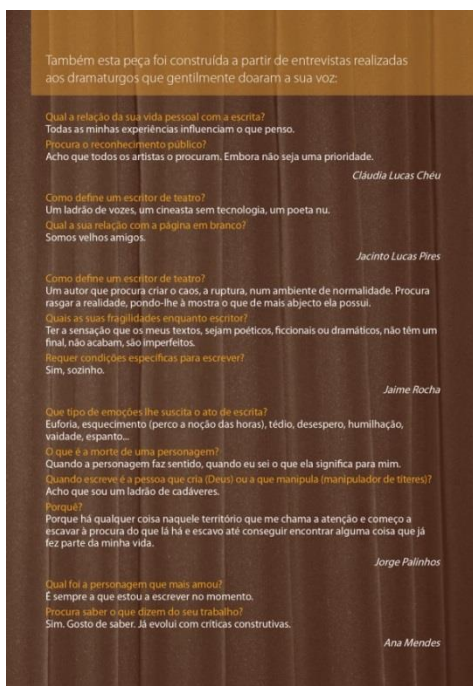 Também esta peça foi construída a partir de entrevistas realizadas
aos dramaturgos que gentilmente doaram a sua voz:
Qual a relação da sua vida pessoal com a escrita?
Todas as minhas experiências influenciam o que penso.
Procura o reconhecimento público?
Acho que todos os artistas o procuram. Embora não seja uma prioridade.
Cláudia Lucas Chéu
Como define um escritor de teatro?
Um ladrão de vozes, um cineasta sem tecnologia, um poeta nu.
Qual a sua relação com a página em branco?
Somos velhos amigos.
Jacinto Lucas Pires
Como define um escritor de teatro?
Um autor que procura criar o caos, a ruptura, num ambiente de normalidade. Procura
rasgar a realidade, pondo-lhe à mostra o que de mais abjecto ela possui.
Quais as suas fragilidades enquanto escritor?
Ter a sensação que os meus textos, sejam poéticos, ficcionais ou dramáticos, não têm um
final, não acabam, são imperfeitos.
Requer condições específicas para escrever?
Sim, sozinho.
Jaime Rocha
Que tipo de emoções lhe suscita o ato de escrita?
Euforia, esquecimento (perco a noção das horas), tédio, desespero, humilhação,
vaidade, espanto...
O que é a morte de uma personagem?
Quando a personagem faz sentido, quando eu sei o que ela significa para mim.
Quando escreve é a pessoa que cria (Deus) ou a que manipula (manipulador de títeres)?
Acho que sou um ladrão de cadáveres.
Porquê?
Porque há qualquer coisa naquele território que me chama a atenção e começo a
escavar à procura do que lá há e escavo até conseguir encontrar alguma coisa que já
fez parte da minha vida.
Jorge Palinhos
Qual foi a personagem que mais amou?
É sempre a que estou a escrever no momento.
Procura saber o que dizem do seu trabalho?
Sim. Gosto de saber. Já evolui com críticas construtivas.
Ana Mendes